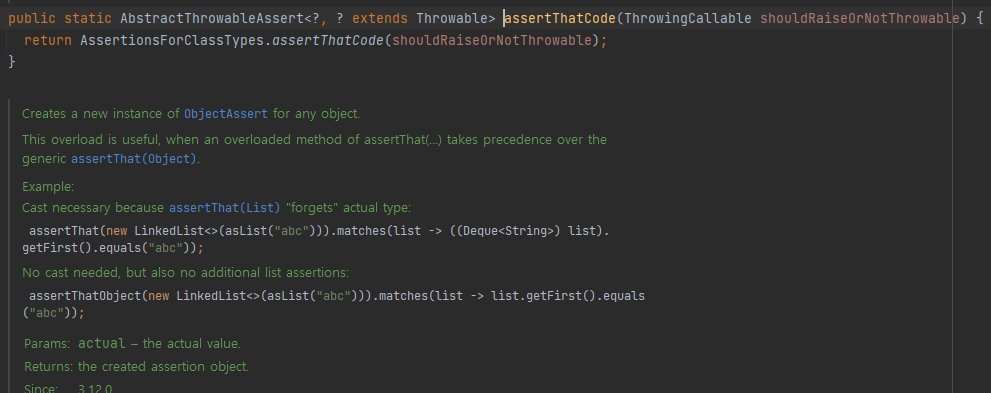 public static AbstractThrowableAssert<?, ? extends Throwable> assertThatCode(ThrowingCallable shouldRaiseOrNotThrowable) {
return AssertionsForClassTypes.assertThatCode(shouldRaiseOrNotThrowable);
}
Creates a new instance of ObjectAssert for any object.
This overload is useful, when an overloaded method of assertThat(...) takes precedence over the
generic assertThat(Object).
Example:
Cast necessary because assertThat(List) "forgets" actual type:
assertThat(new LinkedList<>(asList("abc"))).matches(list -> ((Deque<String>) list).
getFirst().equals("abc"));
No cast needed, but also no additional list assertions:
assertThatObject(new LinkedList<>(asList("abc"))).matches(list -> list.getFirst().equals
("abc"));
Params: actual – the actual value.
Returns: the created assertion object.
Since: 3.12.0